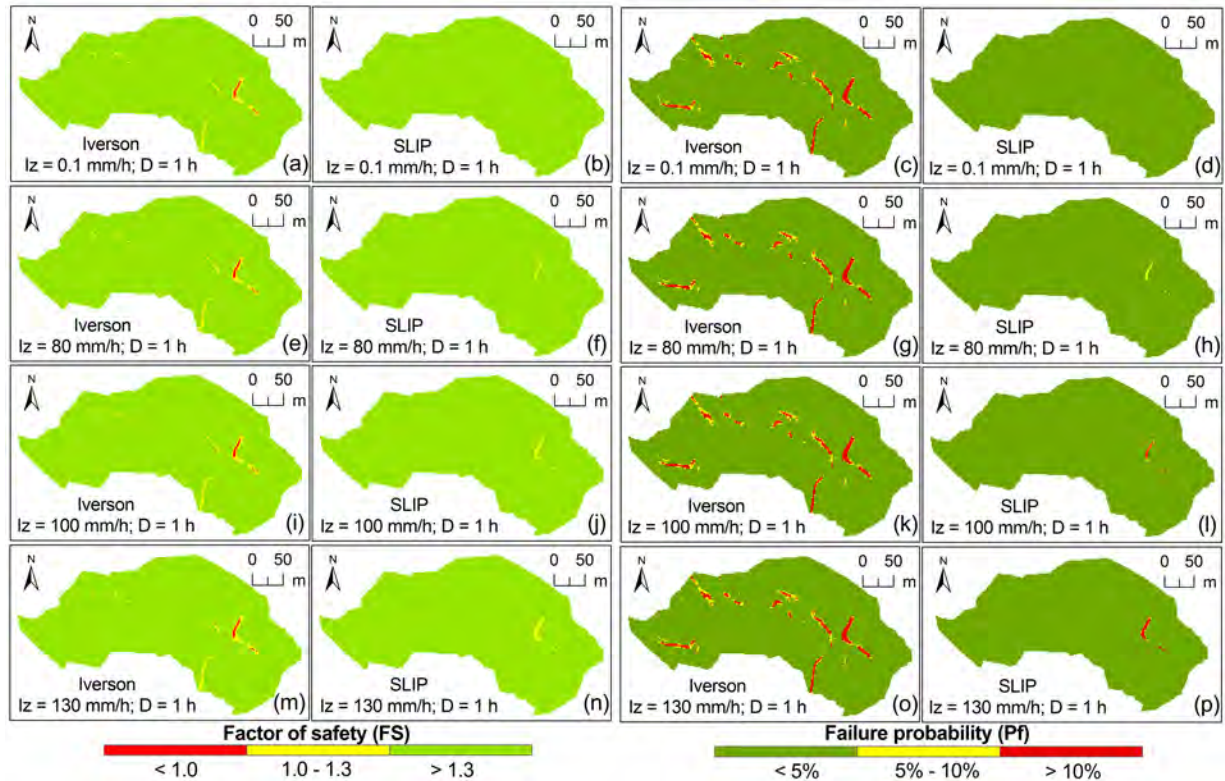 N 0 50 m
Iverson
Iz = 0.1 mm/h; D = 1 h (a)
N 0 50 m
SLIP
Iz = 0.1 mm/h; D = 1 h (b)
N 0 50 m
Iverson
Iz = 0.1 mm/h; D = 1 h (c)
N 0 50 m
SLIP
Iz = 0.1 mm/h; D = 1 h (d)
N 0 50 m
Iverson
Iz = 80 mm/h; D = 1 h (e)
N 0 50 m
SLIP
Iz = 80 mm/h; D = 1 h (f)
N 0 50 m
Iverson
Iz = 80 mm/h; D = 1 h (g)
N 0 50 m
SLIP
Iz = 80 mm/h; D = 1 h (h)
N 0 50 m
Iverson
Iz = 100 mm/h; D = 1 h (i)
N 0 50 m
SLIP
Iz = 100 mm/h; D = 1 h (j)
N 0 50 m
Iverson
Iz = 100 mm/h; D = 1 h (k)
N 0 50 m
SLIP
Iz = 100 mm/h; D = 1 h (l)
N 0 50 m
Iverson
Iz = 130 mm/h; D = 1 h (m)
N 0 50 m
SLIP
Iz = 130 mm/h; D = 1 h (n)
N 0 50 m
Iverson
Iz = 130 mm/h; D = 1 h (o)
N 0 50 m
SLIP
Iz = 130 mm/h; D = 1 h (p)
Factor of safety (FS)
< 1.0 1.0 - 1.3 > 1.3
Failure probability (Pf)
< 5% 5% - 10% > 10%